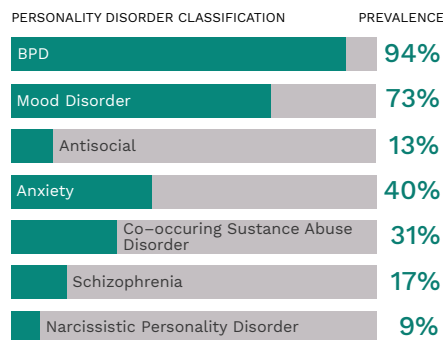 PERSONALITY DISORDER CLASSIFICATION PREVALENCE
BPD 94%
Mood Disorder 73%
Antisocial 13%
Anxiety 40%
Co–occuring Sustance Abuse
Disorder 31%
Schizophrenia 17%
Narcissistic Personality Disorder 9%